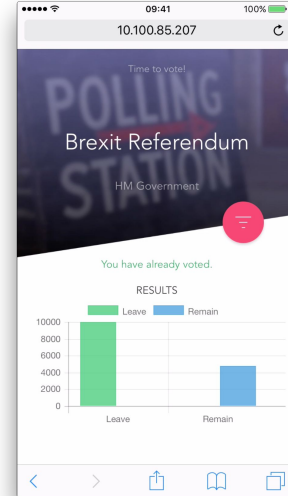 09:41
100%
10.100.85.207
Time to vote!
POLLING
STATION
Brexit Referendum
HM Government
You have already voted.
RESULTS
Leave Remain
10000
8000
6000
4000
2000
0
Leave Remain